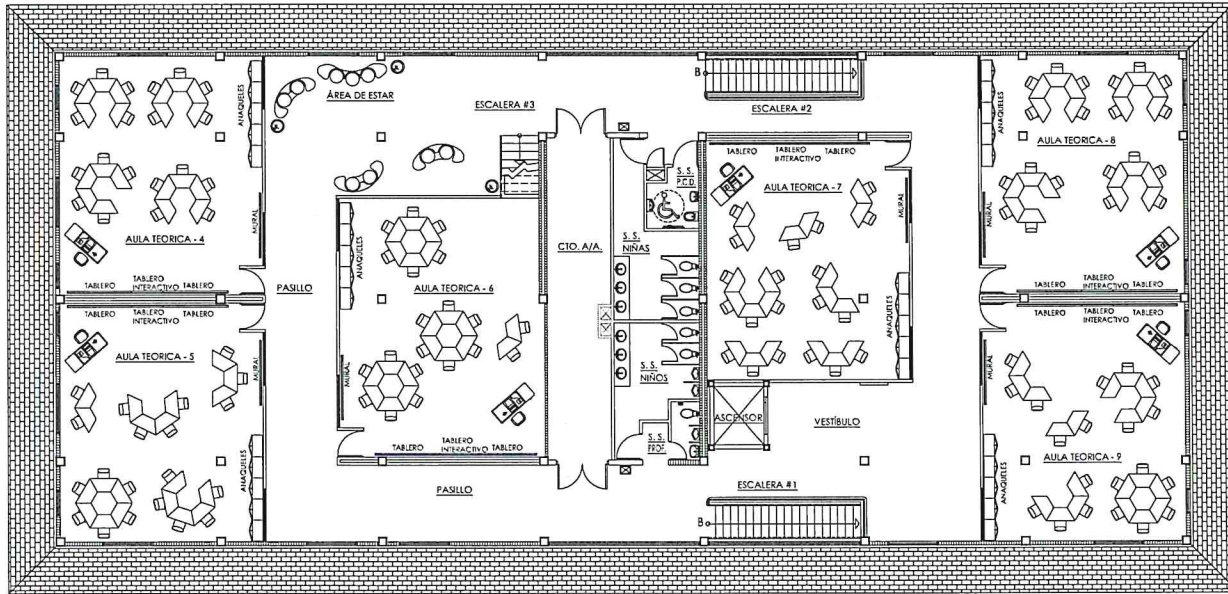 ÁREA DE ESTAR
ESCALERA #3
B
ESCALERA #2
ANAQUELES
MURAL
AULA TEORICA - 4
TABLERO
TABLERO INTERACTIVO
TABLERO
TABLERO
TABLERO
INTERACTIVO
TABLERO
AULA TEORICA - 5
MURAL
ANAQUELES
PASILLO
ANAQUELES
AULA TEORICA - 6
MURAL
TABLERO
TABLERO
INTERACTIVO
TABLERO
PASILLO
CTO. A/A.
S. S.
P.C.D.
S. S.
NIÑAS
S. S.
NIÑOS
S. S.
PROF.
TABLERO
TABLERO
INTERACTIVO
TABLERO
AULA TEORICA - 7
MURAL
ANAQUELES
ASCENSOR
VESTÍBULO
ESCALERA #1
B
ANAQUELES
AULA TEORICA - 8
MURAL
TABLERO
TABLERO
INTERACTIVO
TABLERO
TABLERO
TABLERO
INTERACTIVO
TABLERO
MURAL
ANAQUELES
AULA TEORICA - 9